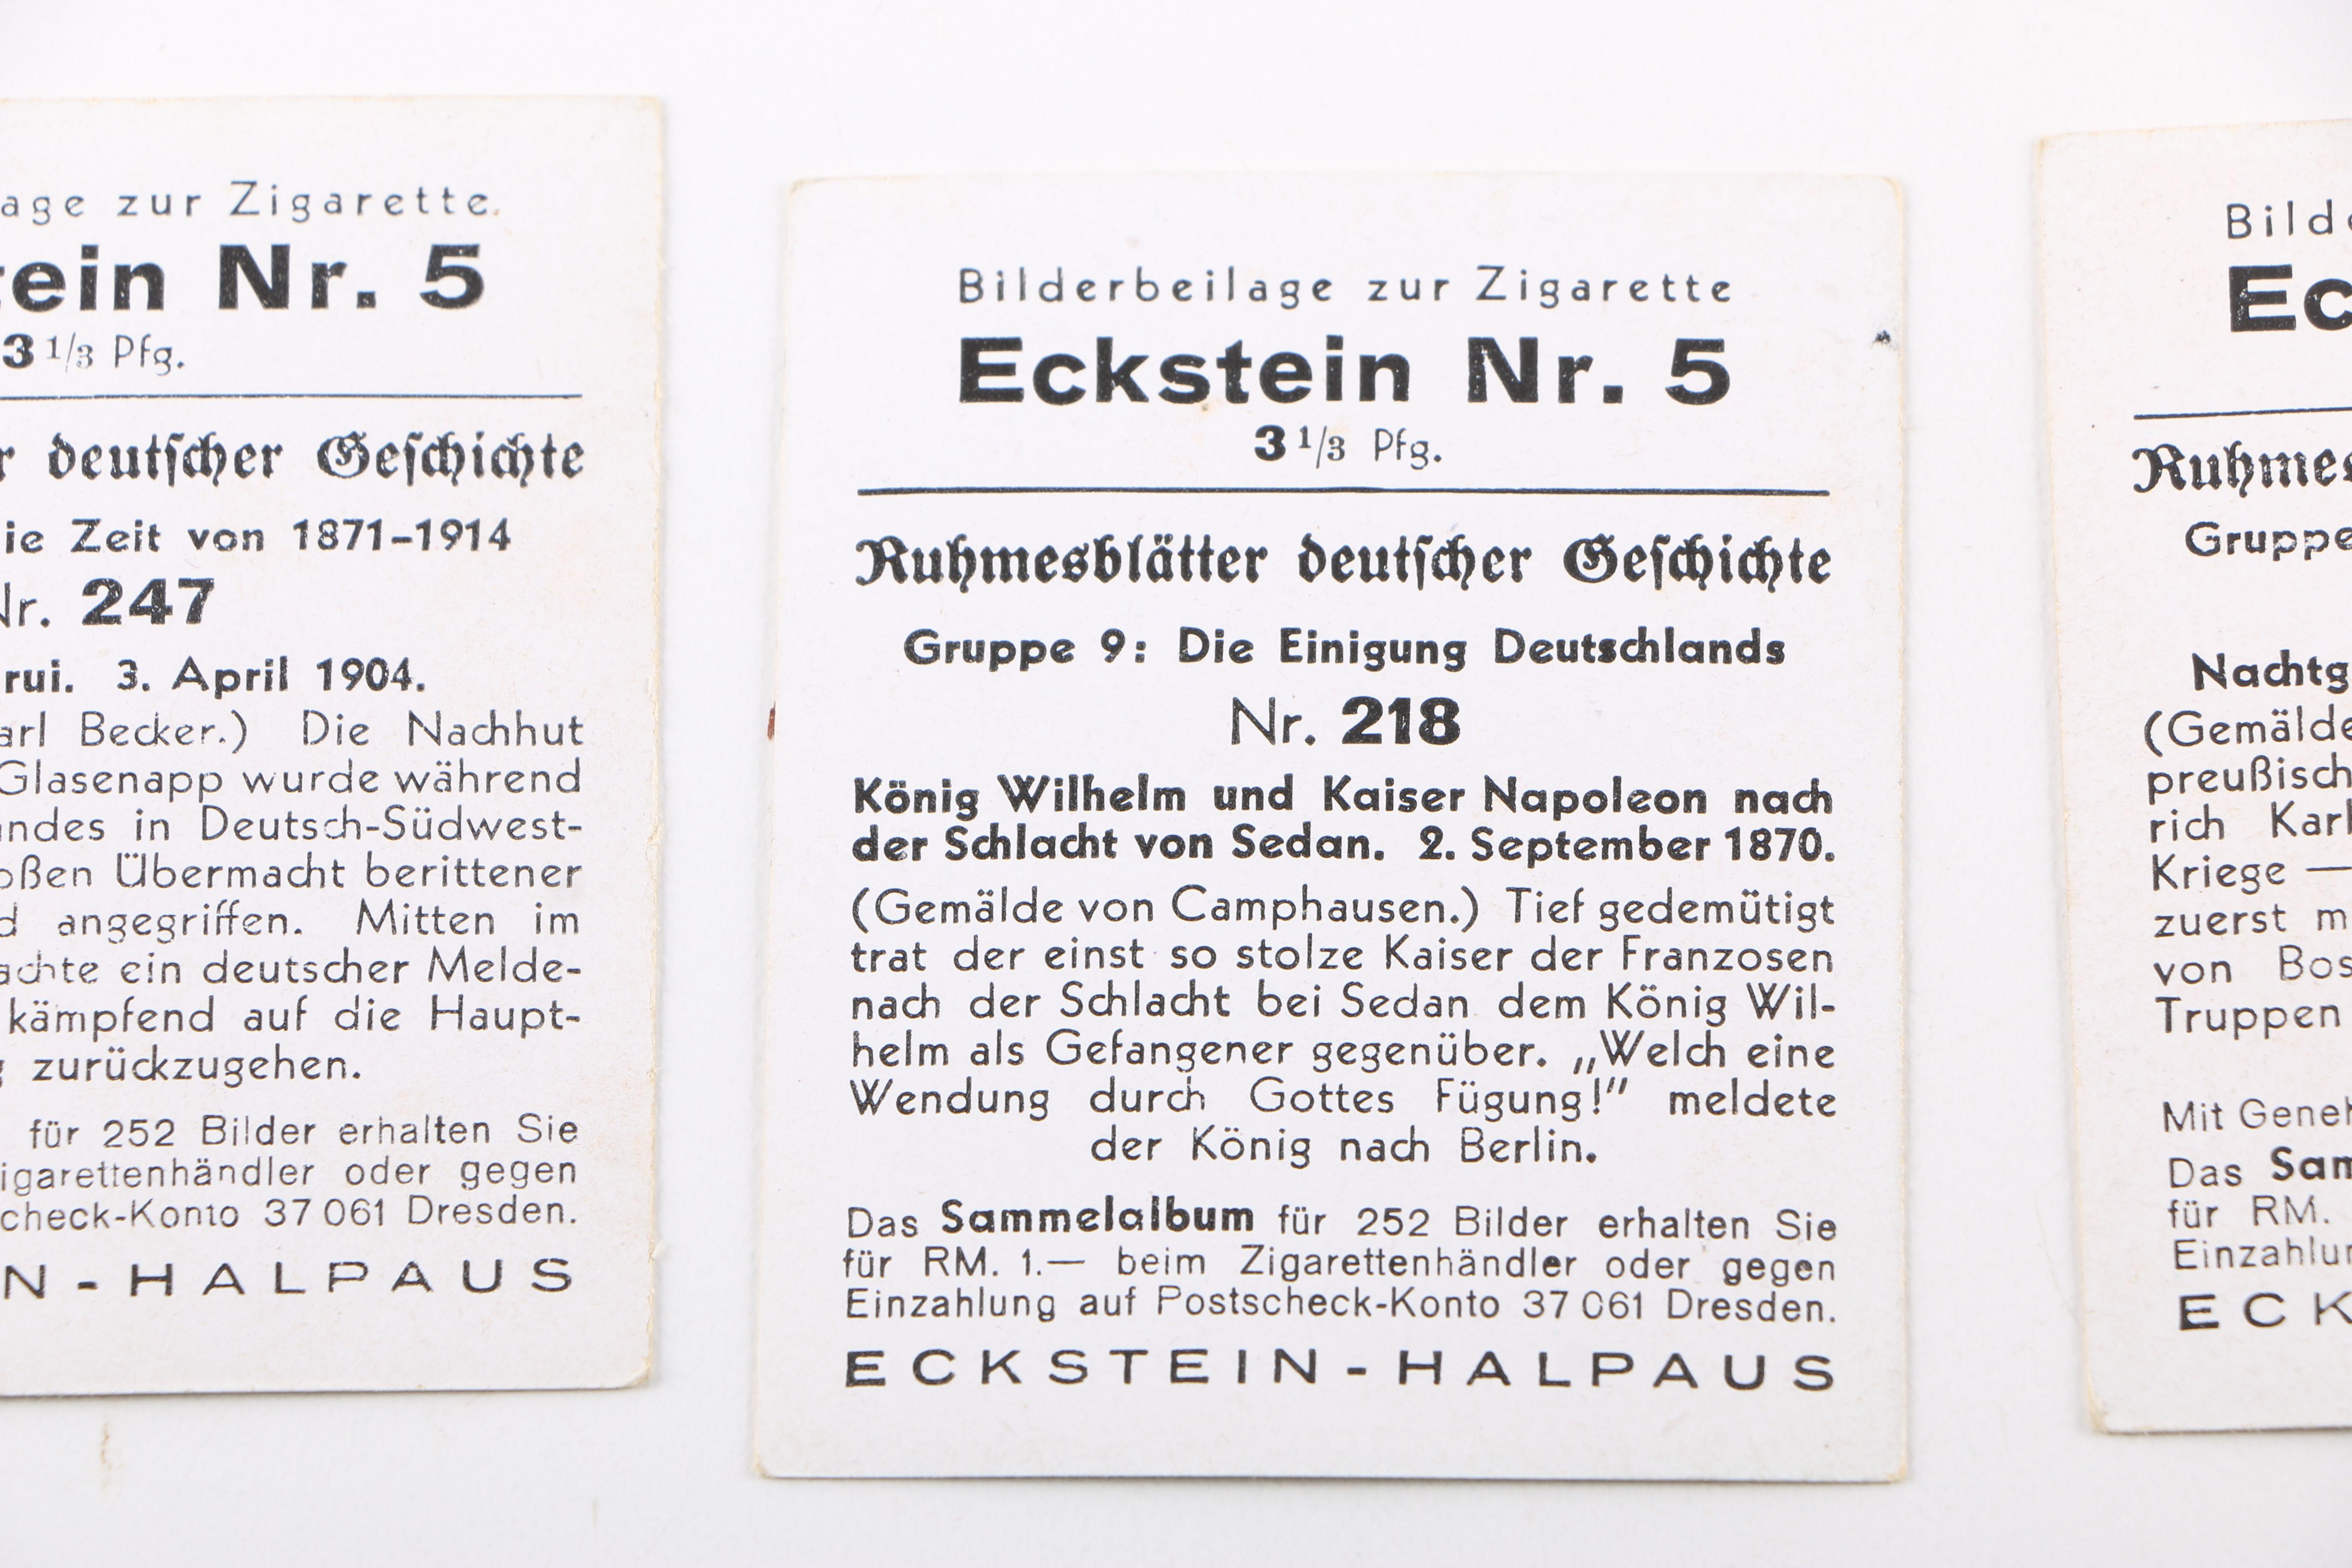 age zur Zigarette.
tein Nr. 5
3 1/3 Pfg.
r deutscher Geschichte
ie Zeit von 1871–1914
Nr. 247
rui. 3. April 1904.
arl Becker.) Die Nachhut
Glasenapp wurde während
andes in Deutsch-Südwest-
oßen Übermacht berittener
d angegriffen. Mitten im
achte ein deutscher Melde-
kämpfend auf die Haupt-
g zurückzugehen.
für 252 Bilder erhalten Sie
igarettenhändler oder gegen
check-Konto 37 061 Dresden.
N-HALPAUS
Bilderbeilage zur Zigarette
Eckstein Nr. 5
3 1/3 Pfg.
Ruhmesblätter deutscher Geschichte
Gruppe 9: Die Einigung Deutschlands
Nr. 218
König Wilhelm und Kaiser Napoleon nach
der Schlacht von Sedan. 2. September 1870.
(Gemälde von Camphausen.) Tief gedemütigt
trat der einst so stolze Kaiser der Franzosen
nach der Schlacht bei Sedan dem König Wil-
helm als Gefangener gegenüber. „Welch eine
Wendung durch Gottes Fügung!" meldete
der König nach Berlin.
Das Sammelalbum für 252 Bilder erhalten Sie
für RM. 1.— beim Zigarettenhändler oder gegen
Einzahlung auf Postscheck-Konto 37 061 Dresden.
ECKSTEIN-HALPAUS
Bild
Ec
Ruhmes
Gruppe
Nachtg
(Gemälde
preußisch
rich Karl
Kriege —
zuerst m
von Bos
Truppen
Mit Geneh
Das Sam
für RM.
Einzahlun
ECK